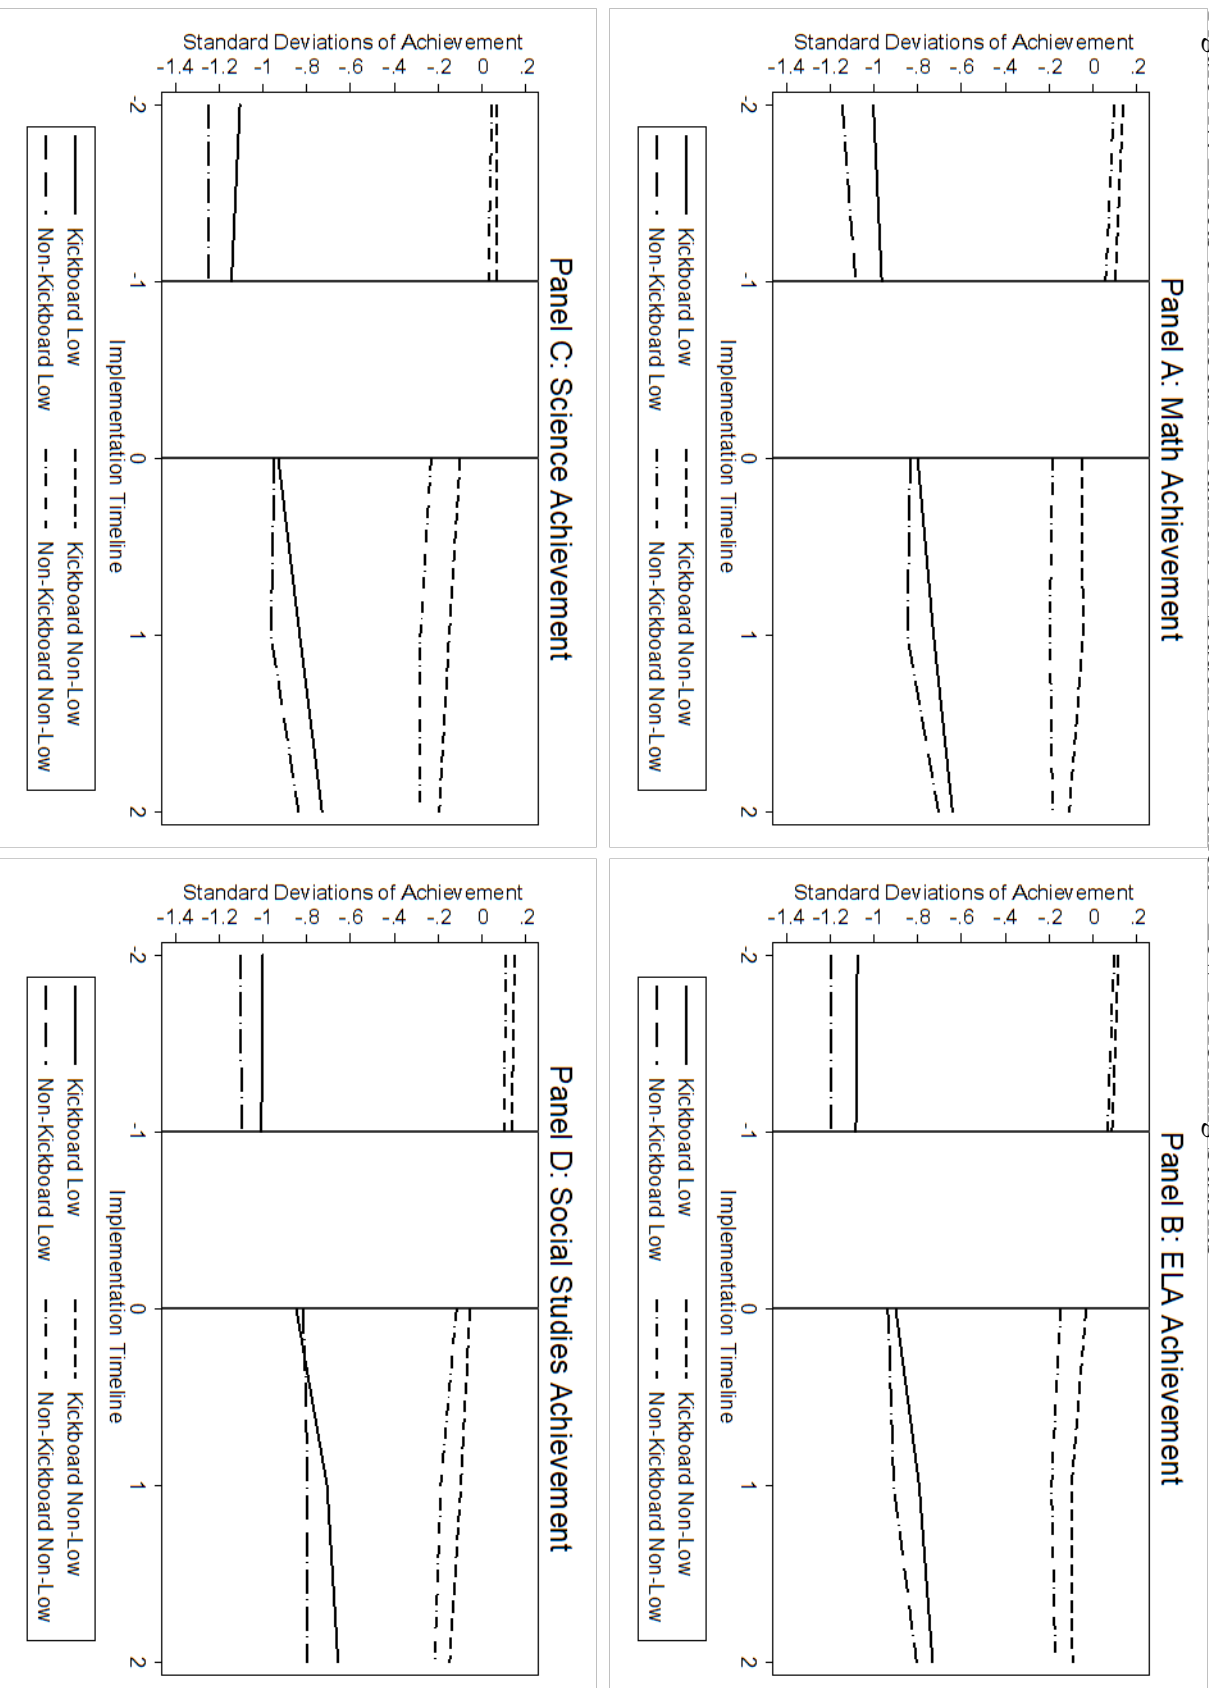 Panel A: Math Achievement
Standard Deviations of Achievement
-1.4 -1.2 -1 -.8 -.6 -.4 -.2 0 .2
-2 -1 0 1 2
Implementation Timeline
Kickboard Low Kickboard Non-Low
Non-Kickboard Low Non-Kickboard Non-Low
Panel B: ELA Achievement
Standard Deviations of Achievement
-1.4 -1.2 -1 -.8 -.6 -.4 -.2 0 .2
-2 -1 0 1 2
Implementation Timeline
Kickboard Low Kickboard Non-Low
Non-Kickboard Low Non-Kickboard Non-Low
Panel C: Science Achievement
Standard Deviations of Achievement
-1.4 -1.2 -1 -.8 -.6 -.4 -.2 0 .2
-2 -1 0 1 2
Implementation Timeline
Kickboard Low Kickboard Non-Low
Non-Kickboard Low Non-Kickboard Non-Low
Panel D: Social Studies Achievement
Standard Deviations of Achievement
-1.4 -1.2 -1 -.8 -.6 -.4 -.2 0 .2
-2 -1 0 1 2
Implementation Timeline
Kickboard Low Kickboard Non-Low
Non-Kickboard Low Non-Kickboard Non-Low